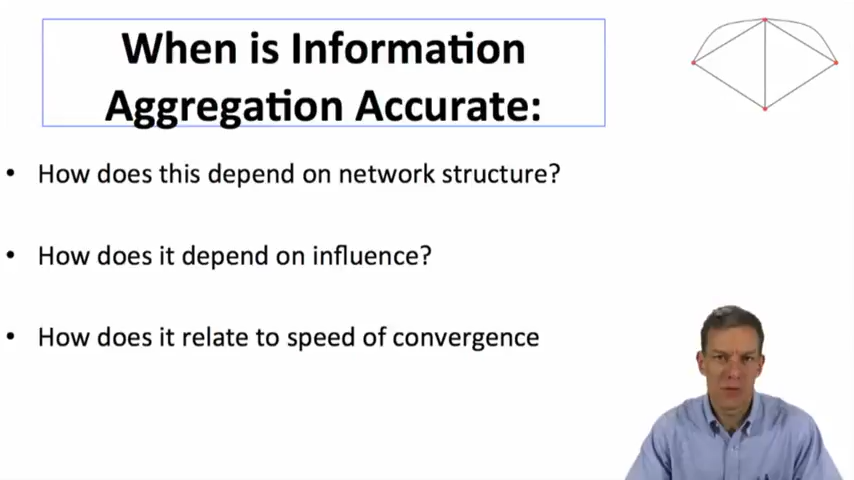 When is Information
Aggregation Accurate:
• How does this depend on network structure?
• How does it depend on influence?
• How does it relate to speed of convergence